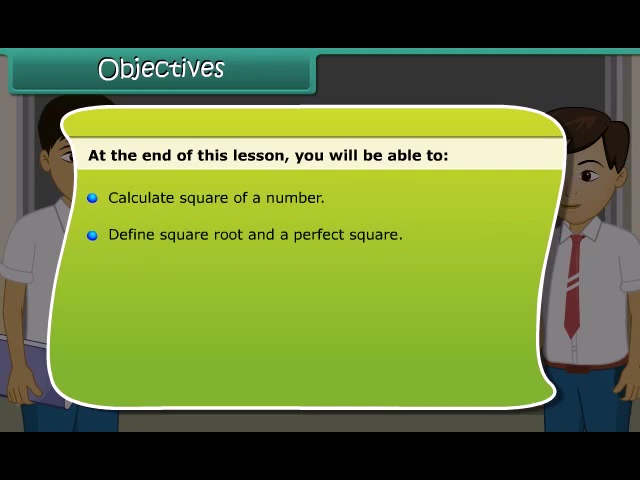 Objectives
At the end of this lesson, you will be able to:
Calculate square of a number.
Define square root and a perfect square.